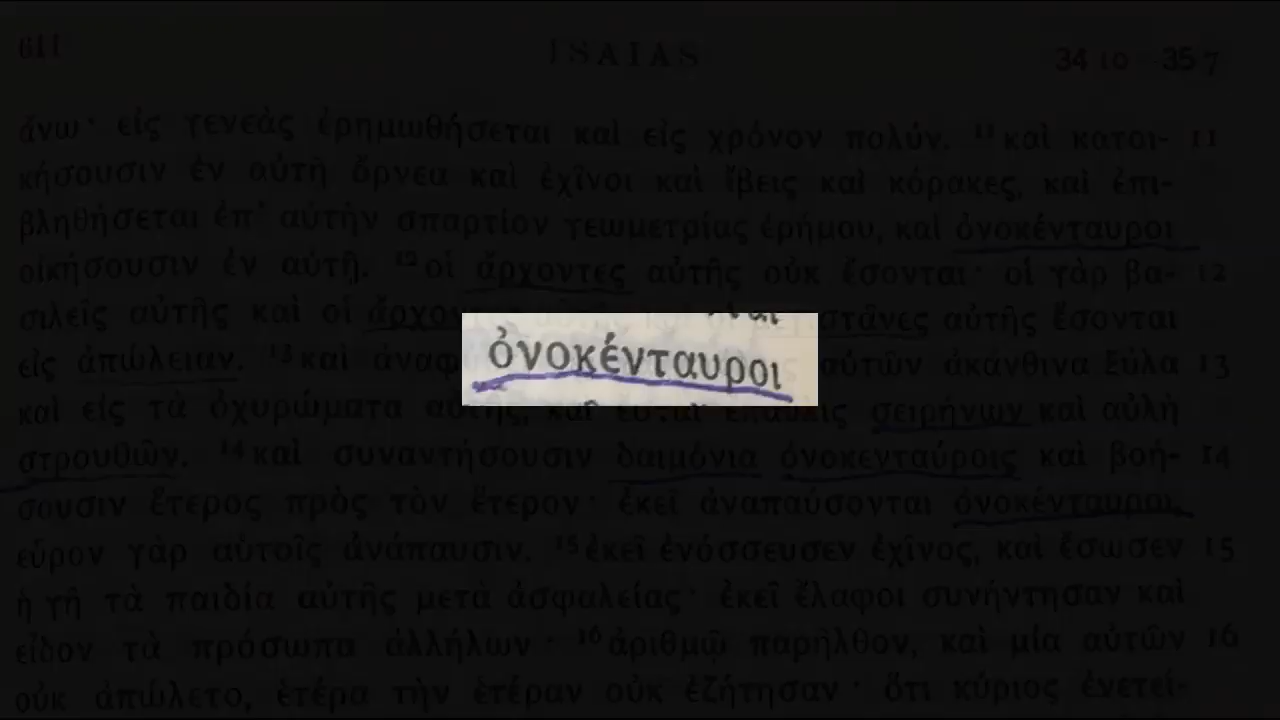 611 ISAIAS 34 10 – 35 7
άνω· εἰς γενεὰς ἐρημωθήσεται καὶ εἰς χρόνον πολύν. 11 καὶ κατοι- 11
κήσουσιν ἐν αὐτῇ ὄρνεα καὶ ἐχῖνοι καὶ ἴβεις καὶ κόρακες, καὶ ἐπι-
βληθήσεται ἐπ' αὐτὴν σπαρτίον γεωμετρίας ἐρήμου, καὶ ὀνοκένταυροι
οἰκήσουσιν ἐν αὐτῇ. 12 οἱ ἄρχοντες αὐτῆς οὐκ ἔσονται· οἱ γὰρ βα- 12
σιλεῖς αὐτῆς καὶ οἱ στᾶνες αὐτῆς ἔσονται
ὀνοκένταυροι
εἰς ἀπώλειαν. 13 καὶ αὐτῶν ἀκάνθινα ξύλα 13
καὶ εἰς τὰ ὀχυρώματα αὐτῆς, καὶ ἔσται ἔπαυλις σειρήνων καὶ αὐλὴ
στρουθῶν. 14 καὶ συναντήσουσιν δαιμόνια ὀνοκενταύροις καὶ βοή- 14
σουσιν ἕτερος πρὸς τὸν ἕτερον· ἐκεῖ ἀναπαύσονται ὀνοκένταυροι,
εὗρον γὰρ αὑτοῖς ἀνάπαυσιν. 15 ἐκεῖ ἐνόσσευσεν ἐχῖνος, καὶ ἔσωσεν 15
ἡ γῆ τὰ παιδία αὐτῆς μετὰ ἀσφαλείας· ἐκεῖ ἔλαφοι συνήντησαν καὶ
εἶδον τὰ πρόσωπα ἀλλήλων· 16 ἀριθμῷ παρῆλθον, καὶ μία αὐτῶν 16
οὐκ ἀπώλετο, ἑτέρα τὴν ἑτέραν οὐκ ἐζήτησαν· ὅτι κύριος ἐνετεί-